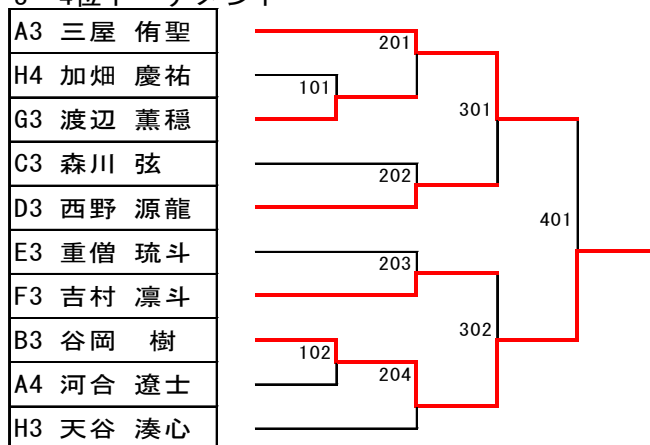 A3 三屋 侑聖
H4 加畑 慶祐
G3 渡辺 薫穏
C3 森川 弦
D3 西野 源龍
E3 重僧 琉斗
F3 吉村 凛斗
B3 谷岡 樹
A4 河合 遼士
H3 天谷 湊心
201
101
301
202
401
203
302
102
204